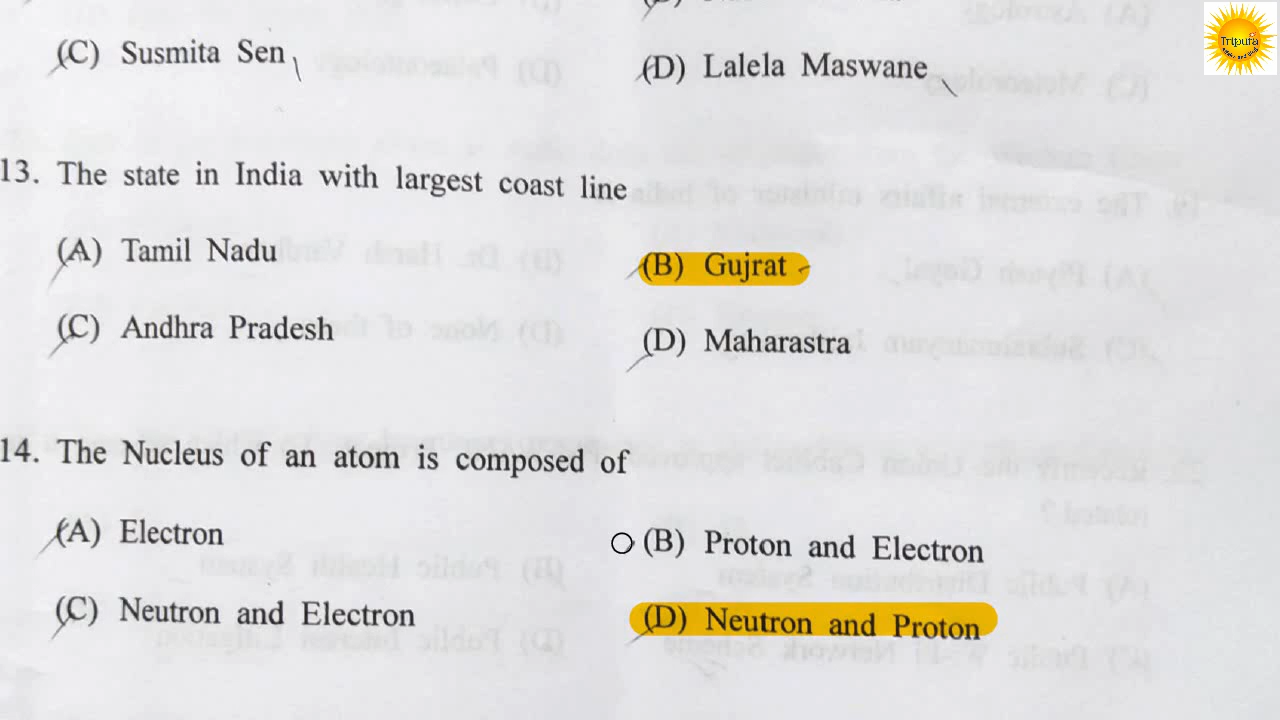 Tripura
(C) Susmita Sen
(D) Lalela Maswane
13. The state in India with largest coast line
(A) Tamil Nadu
(B) Gujrat
(C) Andhra Pradesh
(D) Maharastra
14. The Nucleus of an atom is composed of
(A) Electron
(B) Proton and Electron
(C) Neutron and Electron
(D) Neutron and Proton